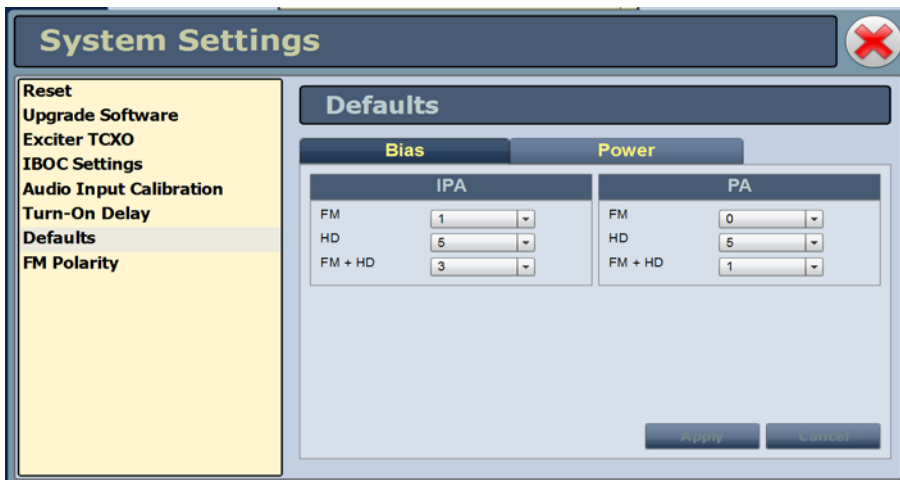 System Settings
Reset
Upgrade Software
Exciter TCXO
IBOC Settings
Audio Input Calibration
Turn-On Delay
Defaults
FM Polarity
Defaults
Bias Power
IPA
FM 1
HD 5
FM + HD 3
PA
FM 0
HD 5
FM + HD 1
Apply Cancel